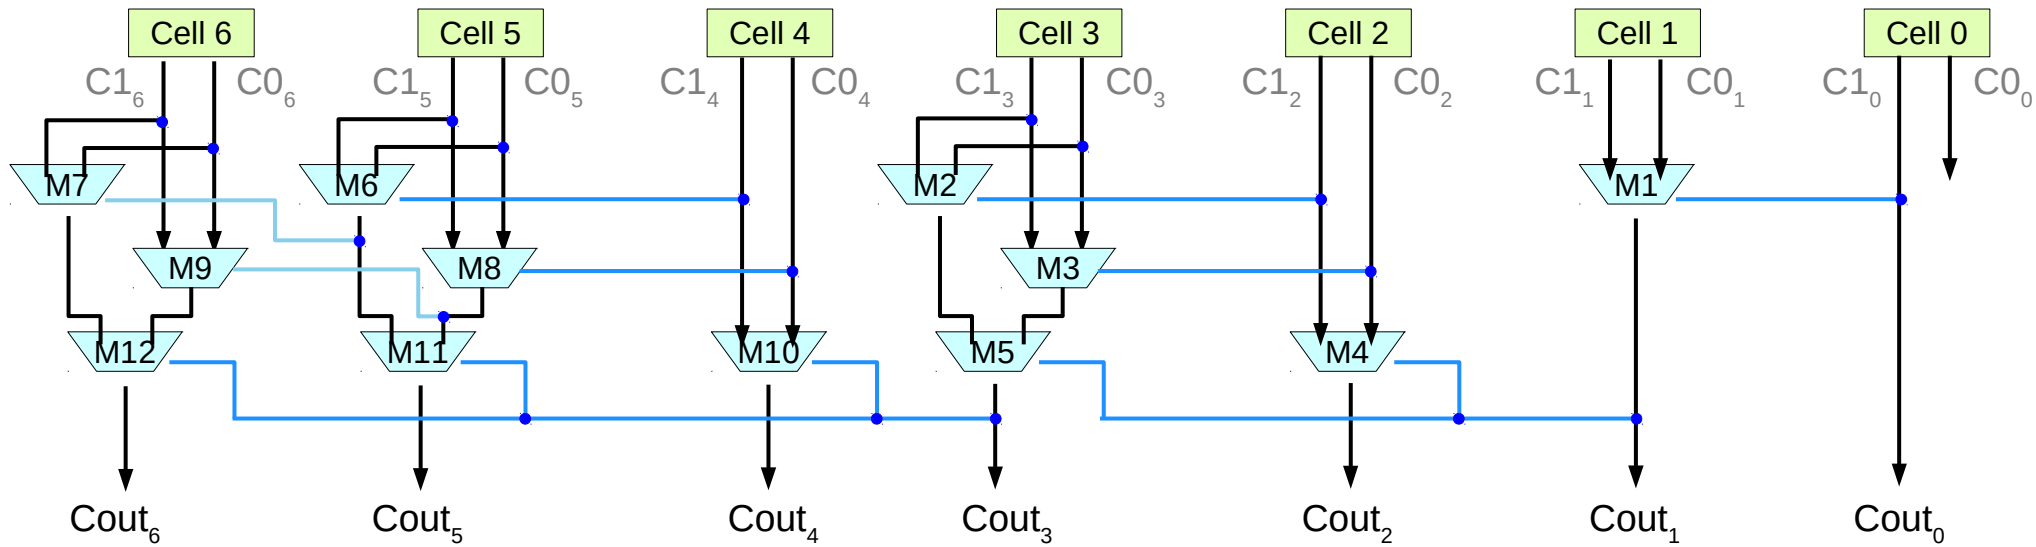 Cell 6 Cell 5 Cell 4 Cell 3 Cell 2 Cell 1 Cell 0
C1₆ C0₆ C1₅ C0₅ C1₄ C0₄ C1₃ C0₃ C1₂ C0₂ C1₁ C0₁ C1₀ C0₀
M7 M6 M2 M1
M9 M8 M3
M12 M11 M10 M5 M4
Cout₆ Cout₅ Cout₄ Cout₃ Cout₂ Cout₁ Cout₀